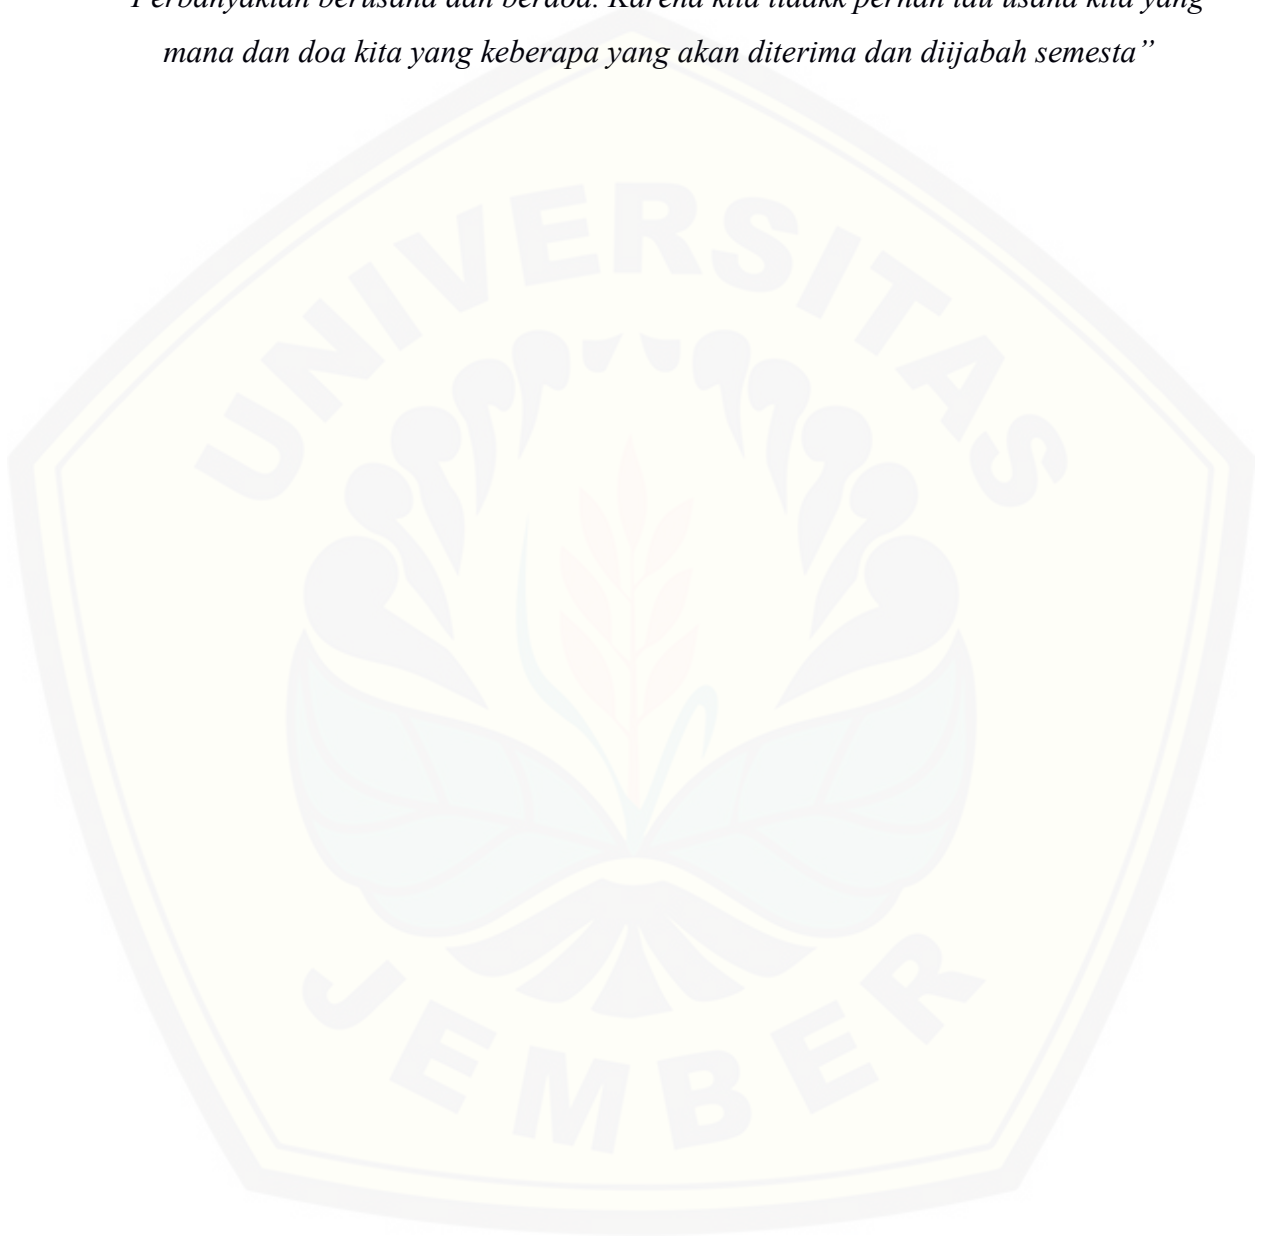 Perbanyaklah berusaha dan berdoa. Karena kita tidakk pernah tau usaha kita yang
mana dan doa kita yang keberapa yang akan diterima dan diijabah semesta”
UNIVERSITAS
JEMBER